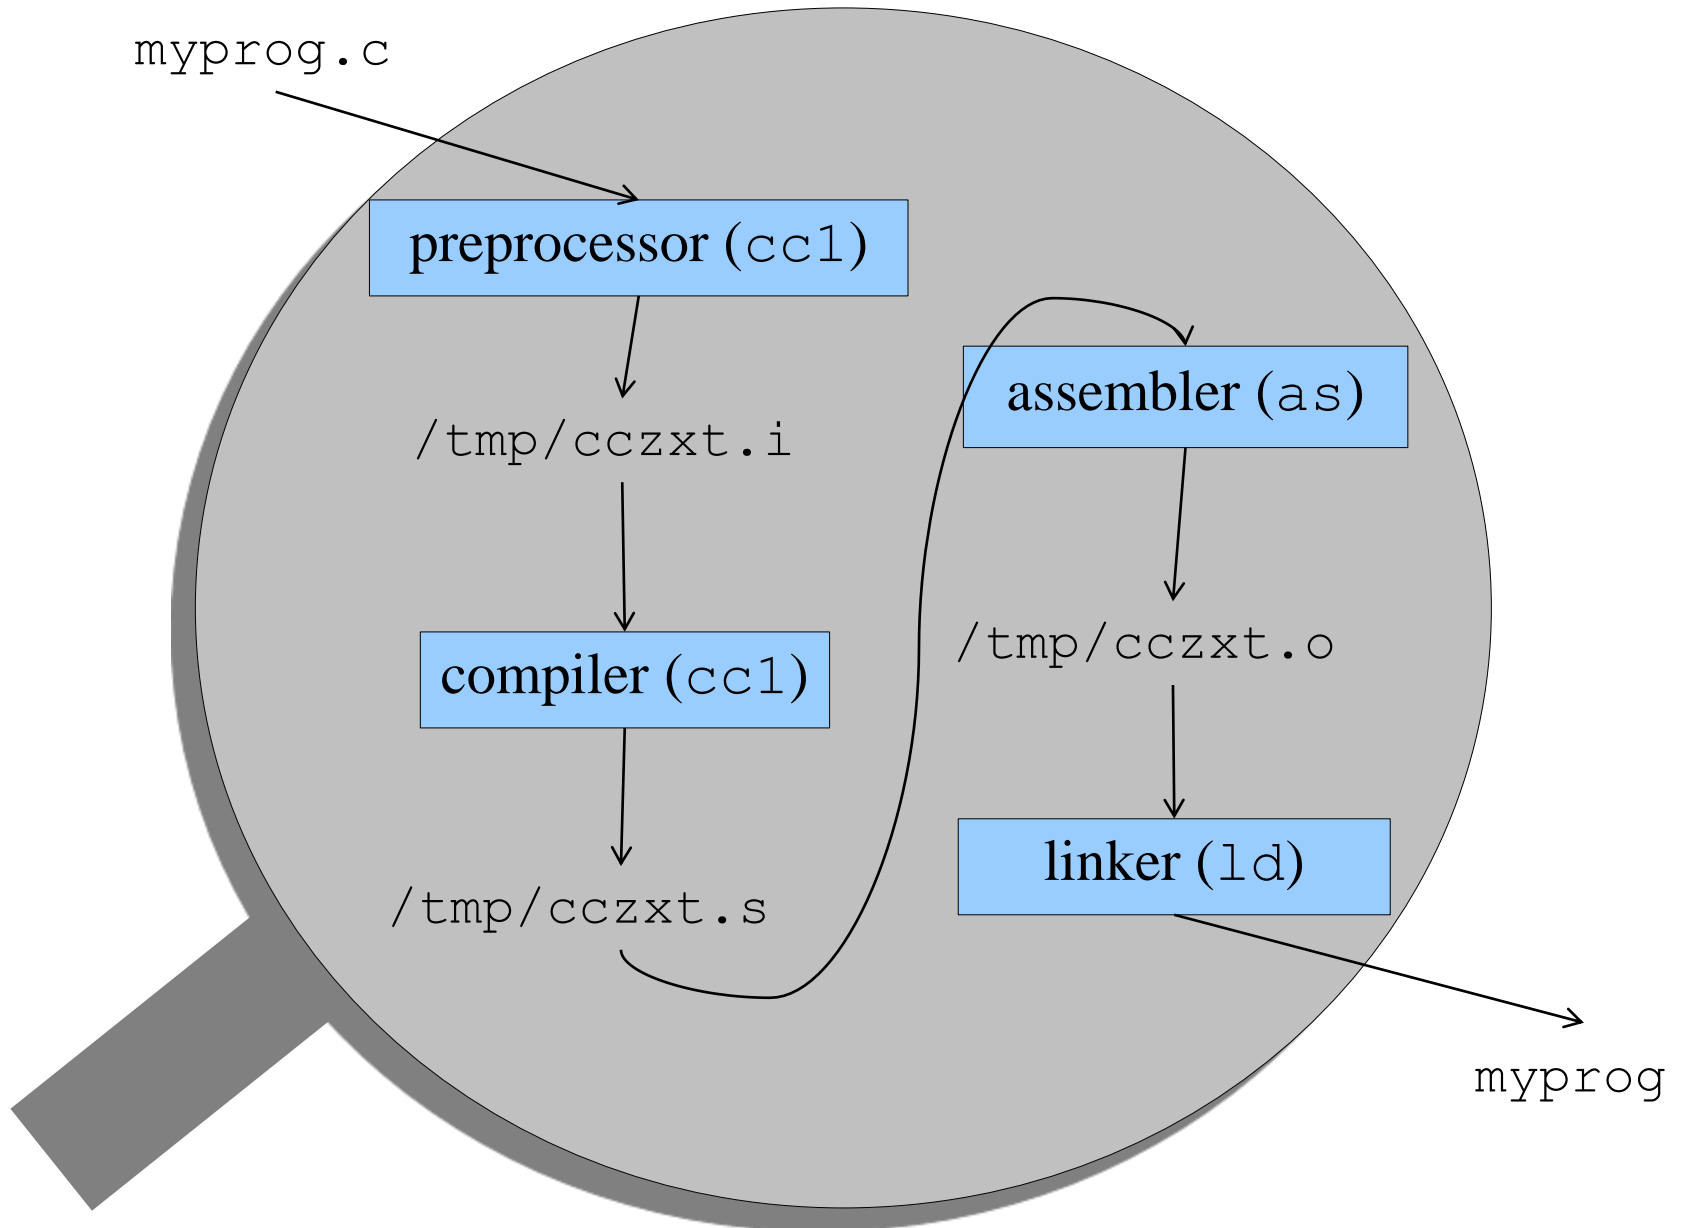 myprog.c
preprocessor (cc1)
/tmp/cczxt.i
compiler (cc1)
/tmp/cczxt.s
assembler (as)
/tmp/cczxt.o
linker (ld)
myprog